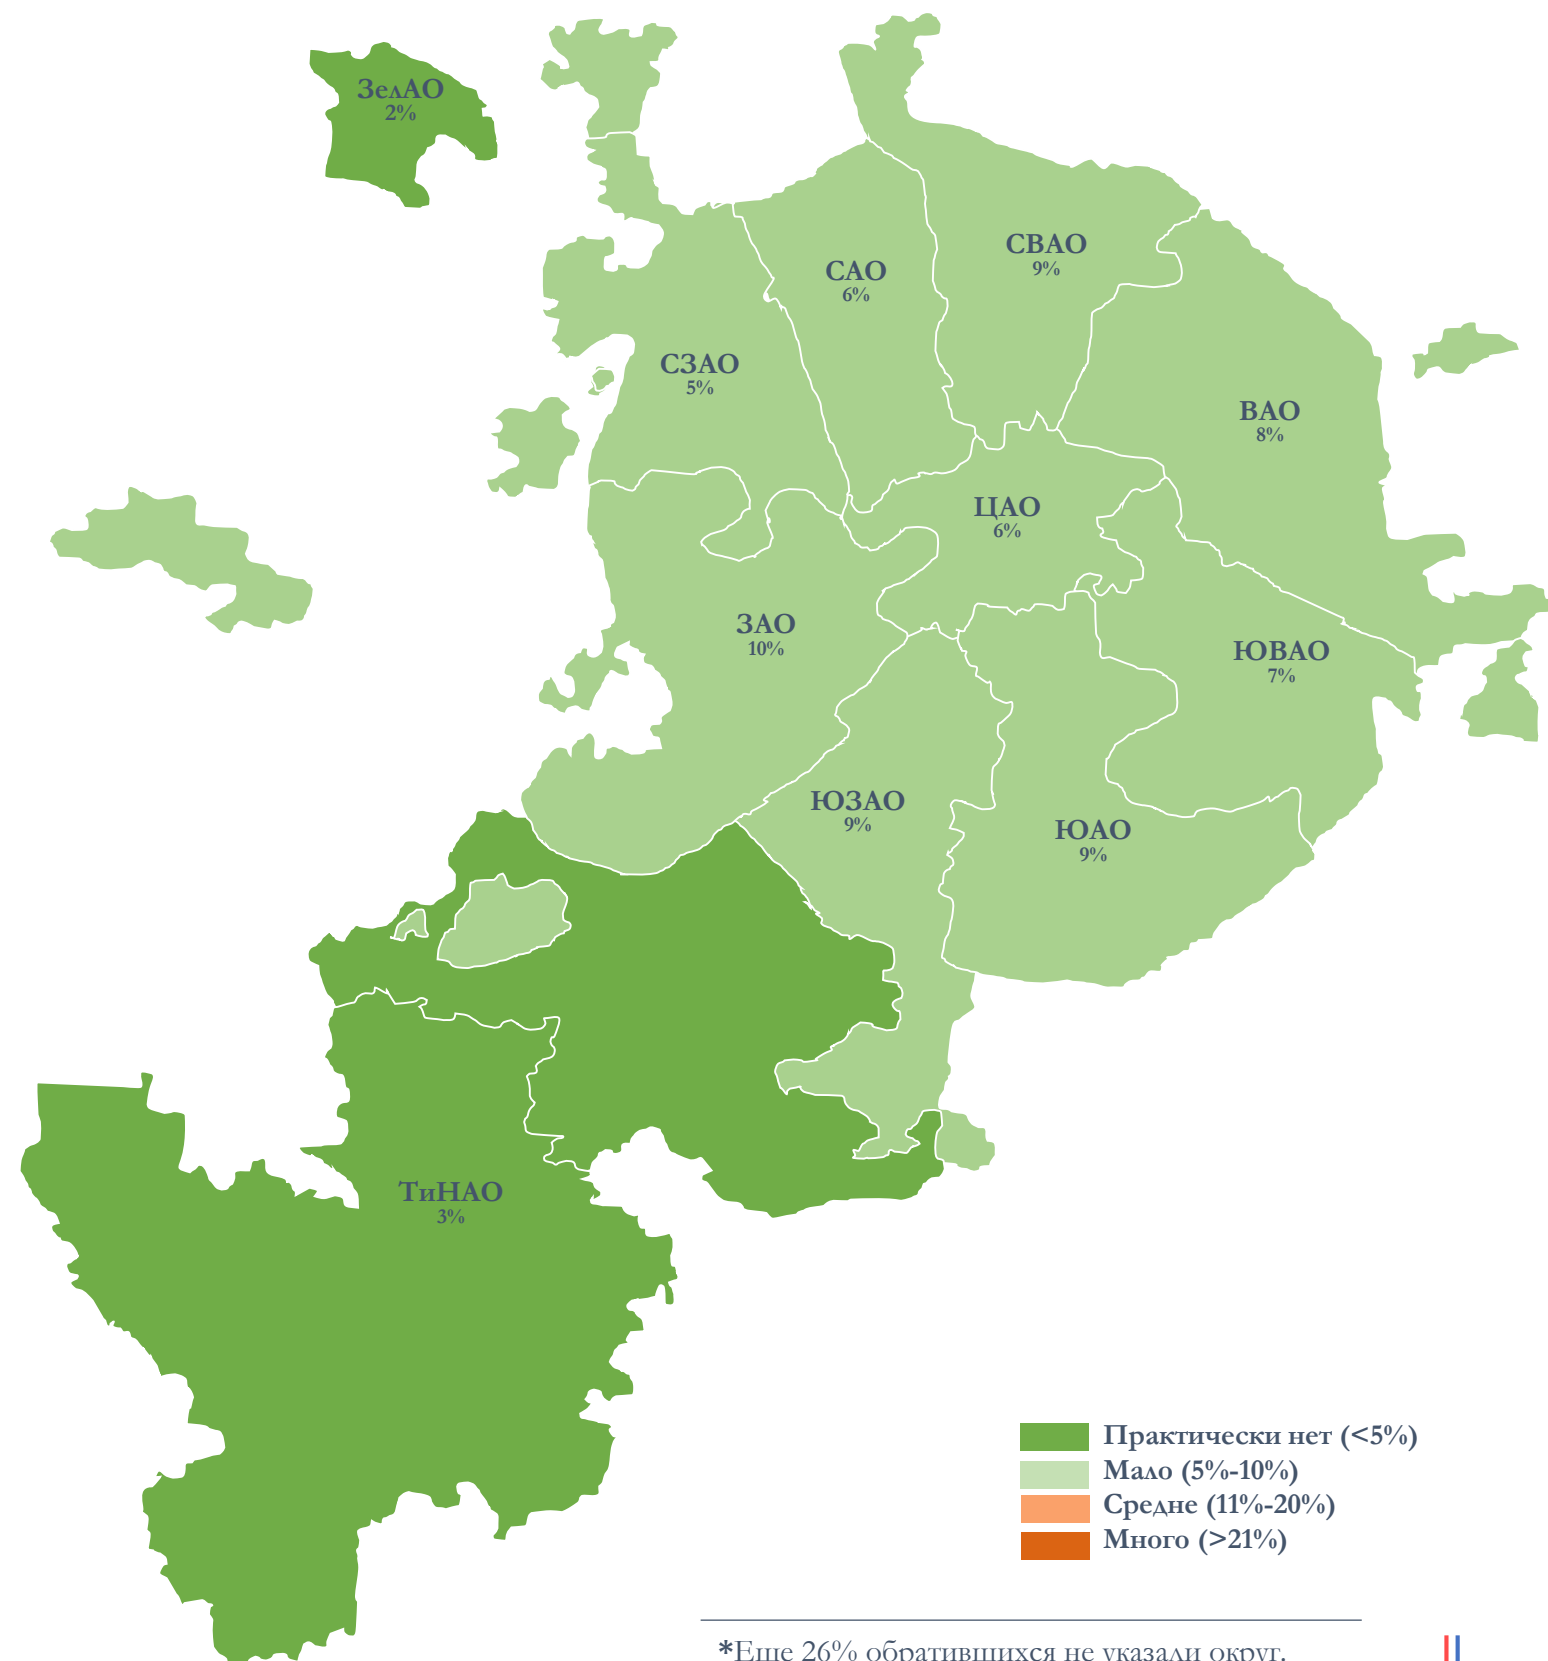 ЗелАО
2%
СВАО
9%
САО
6%
СЗАО
5%
ВАО
8%
ЦАО
6%
ЗАО
10%
ЮВАО
7%
ЮЗАО
9%
ЮАО
9%
ТиНАО
3%
Практически нет (<5%)
Мало (5%-10%)
Средне (11%-20%)
Много (>21%)
*Еще 26% обратившихся не указали округ.